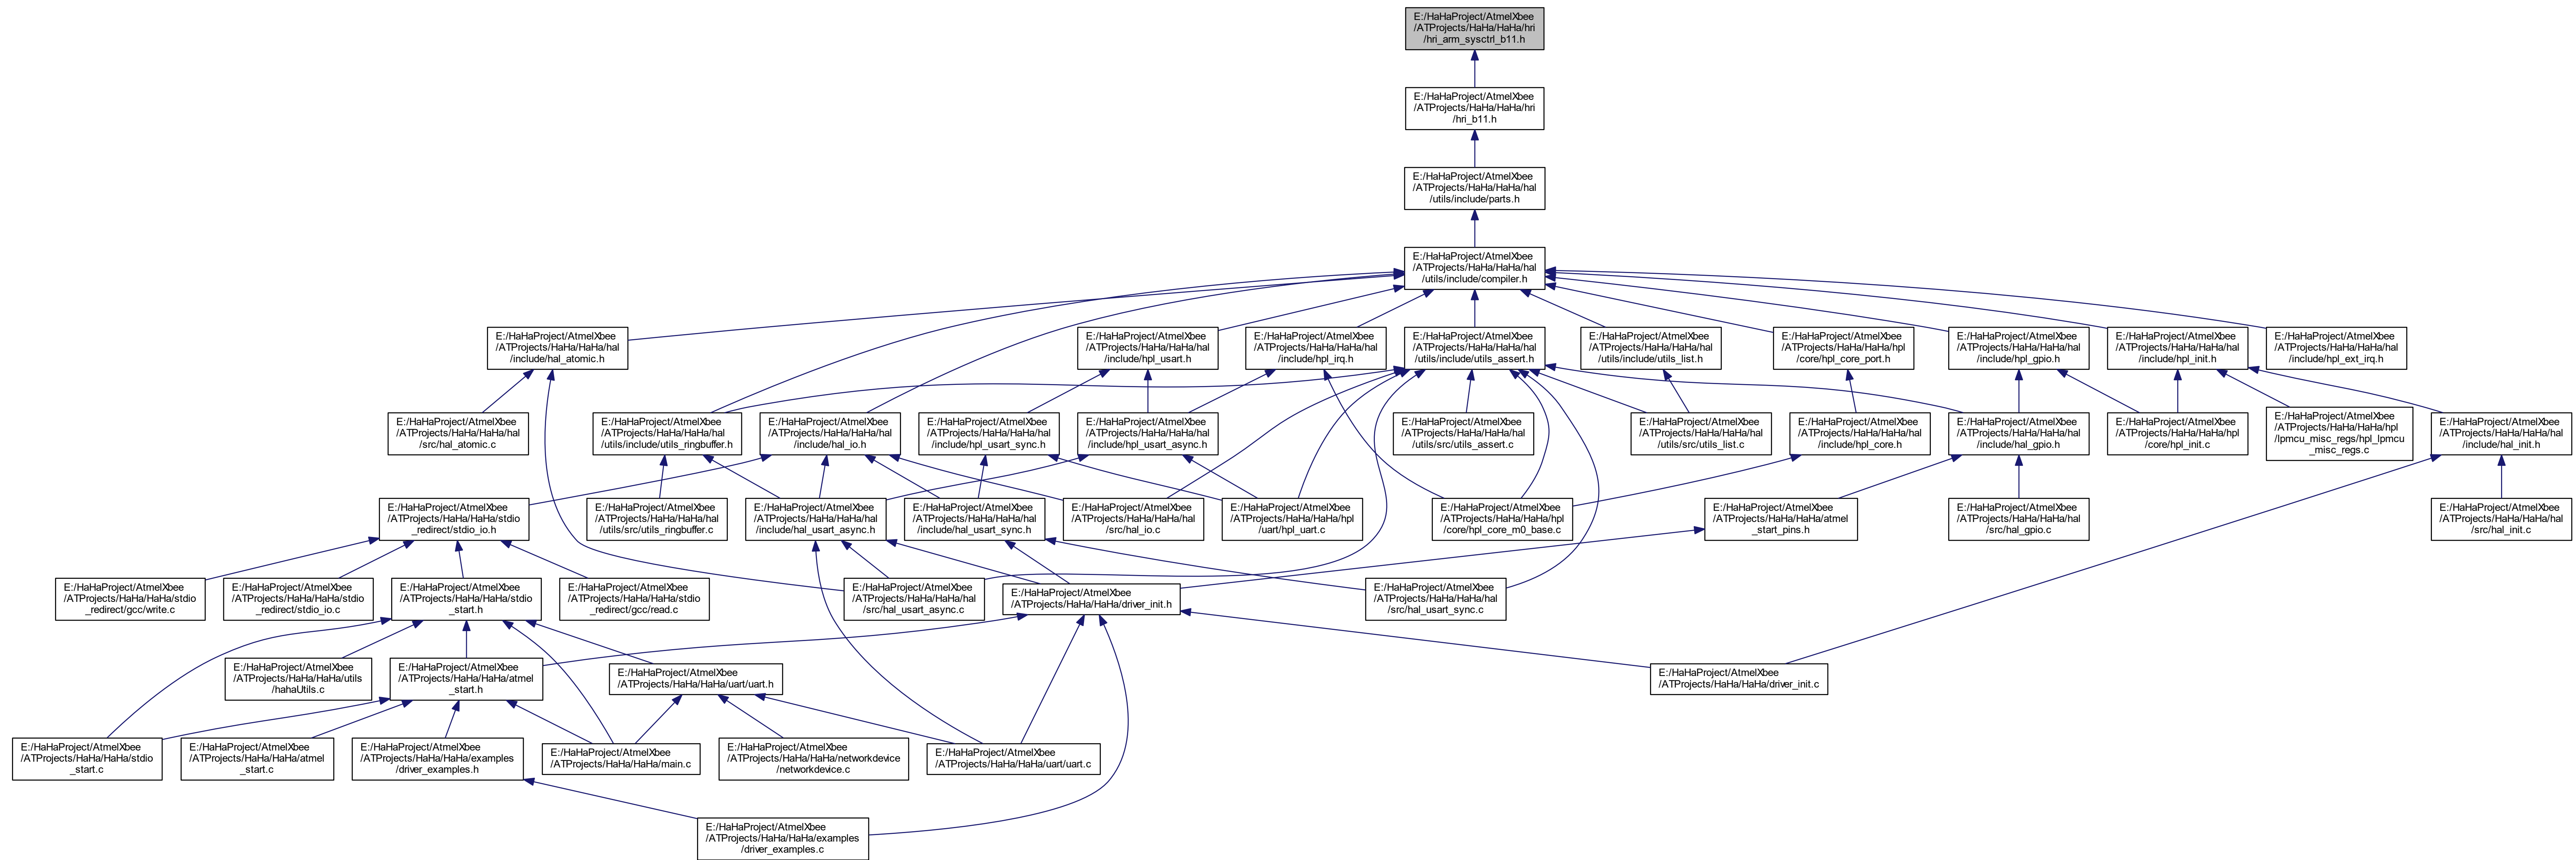 E:/HaHaProject/AtmelXbee
/ATProjects/HaHa/HaHa/hri
/hri_arm_sysctrl_b11.h
E:/HaHaProject/AtmelXbee
/ATProjects/HaHa/HaHa/hri
/hri_b11.h
E:/HaHaProject/AtmelXbee
/ATProjects/HaHa/HaHa/hal
/utils/include/parts.h
E:/HaHaProject/AtmelXbee
/ATProjects/HaHa/HaHa/hal
/utils/include/compiler.h
E:/HaHaProject/AtmelXbee
/ATProjects/HaHa/HaHa/hal
/include/hal_atomic.h
E:/HaHaProject/AtmelXbee
/ATProjects/HaHa/HaHa/hal
/include/hpl_usart.h
E:/HaHaProject/AtmelXbee
/ATProjects/HaHa/HaHa/hal
/include/hpl_irq.h
E:/HaHaProject/AtmelXbee
/ATProjects/HaHa/HaHa/hal
/utils/include/utils_assert.h
E:/HaHaProject/AtmelXbee
/ATProjects/HaHa/HaHa/hal
/utils/include/utils_list.h
E:/HaHaProject/AtmelXbee
/ATProjects/HaHa/HaHa/hpl
/core/hpl_core_port.h
E:/HaHaProject/AtmelXbee
/ATProjects/HaHa/HaHa/hal
/include/hpl_gpio.h
E:/HaHaProject/AtmelXbee
/ATProjects/HaHa/HaHa/hal
/include/hpl_init.h
E:/HaHaProject/AtmelXbee
/ATProjects/HaHa/HaHa/hal
/include/hpl_ext_irq.h
E:/HaHaProject/AtmelXbee
/ATProjects/HaHa/HaHa/hal
/src/hal_atomic.c
E:/HaHaProject/AtmelXbee
/ATProjects/HaHa/HaHa/hal
/utils/include/utils_ringbuffer.h
E:/HaHaProject/AtmelXbee
/ATProjects/HaHa/HaHa/hal
/include/hal_io.h
E:/HaHaProject/AtmelXbee
/ATProjects/HaHa/HaHa/hal
/include/hpl_usart_sync.h
E:/HaHaProject/AtmelXbee
/ATProjects/HaHa/HaHa/hal
/include/hpl_usart_async.h
E:/HaHaProject/AtmelXbee
/ATProjects/HaHa/HaHa/hal
/utils/src/utils_assert.c
E:/HaHaProject/AtmelXbee
/ATProjects/HaHa/HaHa/hal
/utils/src/utils_list.c
E:/HaHaProject/AtmelXbee
/ATProjects/HaHa/HaHa/hal
/include/hpl_core.h
E:/HaHaProject/AtmelXbee
/ATProjects/HaHa/HaHa/hal
/include/hal_gpio.h
E:/HaHaProject/AtmelXbee
/ATProjects/HaHa/HaHa/hpl
/core/hpl_init.c
E:/HaHaProject/AtmelXbee
/ATProjects/HaHa/HaHa/hpl
/lpmcu_misc_regs/hpl_lpmcu
_misc_regs.c
E:/HaHaProject/AtmelXbee
/ATProjects/HaHa/HaHa/hal
/include/hal_init.h
E:/HaHaProject/AtmelXbee
/ATProjects/HaHa/HaHa/stdio
_redirect/stdio_io.h
E:/HaHaProject/AtmelXbee
/ATProjects/HaHa/HaHa/hal
/utils/src/utils_ringbuffer.c
E:/HaHaProject/AtmelXbee
/ATProjects/HaHa/HaHa/hal
/include/hal_usart_async.h
E:/HaHaProject/AtmelXbee
/ATProjects/HaHa/HaHa/hal
/include/hal_usart_sync.h
E:/HaHaProject/AtmelXbee
/ATProjects/HaHa/HaHa/hal
/src/hal_io.c
E:/HaHaProject/AtmelXbee
/ATProjects/HaHa/HaHa/hpl
/uart/hpl_uart.c
E:/HaHaProject/AtmelXbee
/ATProjects/HaHa/HaHa/hpl
/core/hpl_core_m0_base.c
E:/HaHaProject/AtmelXbee
/ATProjects/HaHa/HaHa/atmel
_start_pins.h
E:/HaHaProject/AtmelXbee
/ATProjects/HaHa/HaHa/hal
/src/hal_gpio.c
E:/HaHaProject/AtmelXbee
/ATProjects/HaHa/HaHa/hal
/src/hal_init.c
E:/HaHaProject/AtmelXbee
/ATProjects/HaHa/HaHa/stdio
_redirect/gcc/write.c
E:/HaHaProject/AtmelXbee
/ATProjects/HaHa/HaHa/stdio
_redirect/stdio_io.c
E:/HaHaProject/AtmelXbee
/ATProjects/HaHa/HaHa/stdio
_start.h
E:/HaHaProject/AtmelXbee
/ATProjects/HaHa/HaHa/stdio
_redirect/gcc/read.c
E:/HaHaProject/AtmelXbee
/ATProjects/HaHa/HaHa/hal
/src/hal_usart_async.c
E:/HaHaProject/AtmelXbee
/ATProjects/HaHa/HaHa/driver_init.h
E:/HaHaProject/AtmelXbee
/ATProjects/HaHa/HaHa/hal
/src/hal_usart_sync.c
E:/HaHaProject/AtmelXbee
/ATProjects/HaHa/HaHa/utils
/hahaUtils.c
E:/HaHaProject/AtmelXbee
/ATProjects/HaHa/HaHa/atmel
_start.h
E:/HaHaProject/AtmelXbee
/ATProjects/HaHa/HaHa/uart/uart.h
E:/HaHaProject/AtmelXbee
/ATProjects/HaHa/HaHa/driver_init.c
E:/HaHaProject/AtmelXbee
/ATProjects/HaHa/HaHa/stdio
_start.c
E:/HaHaProject/AtmelXbee
/ATProjects/HaHa/HaHa/atmel
_start.c
E:/HaHaProject/AtmelXbee
/ATProjects/HaHa/HaHa/examples
/driver_examples.h
E:/HaHaProject/AtmelXbee
/ATProjects/HaHa/HaHa/main.c
E:/HaHaProject/AtmelXbee
/ATProjects/HaHa/HaHa/networkdevice
/networkdevice.c
E:/HaHaProject/AtmelXbee
/ATProjects/HaHa/HaHa/uart/uart.c
E:/HaHaProject/AtmelXbee
/ATProjects/HaHa/HaHa/examples
/driver_examples.c